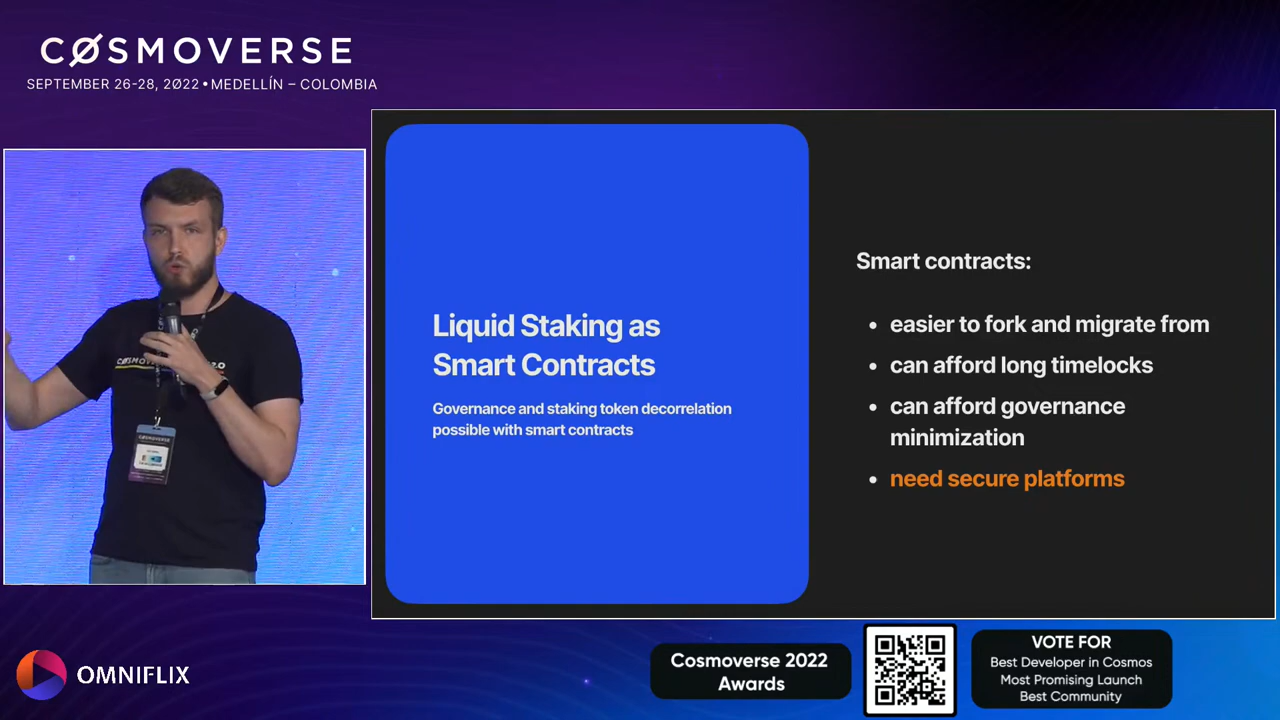 CØSMOVERSE
SEPTEMBER 26-28, 2022 • MEDELLÍN – COLOMBIA
Liquid Staking as
Smart Contracts
Governance and staking token decorrelation
possible with smart contracts
Smart contracts:
• easier to fork and migrate from
• can afford long timelocks
• can afford governance
minimization
• need secure platforms
OMNIFLIX
Cosmoverse 2022
Awards
VOTE FOR
Best Developer in Cosmos
Most Promising Launch
Best Community